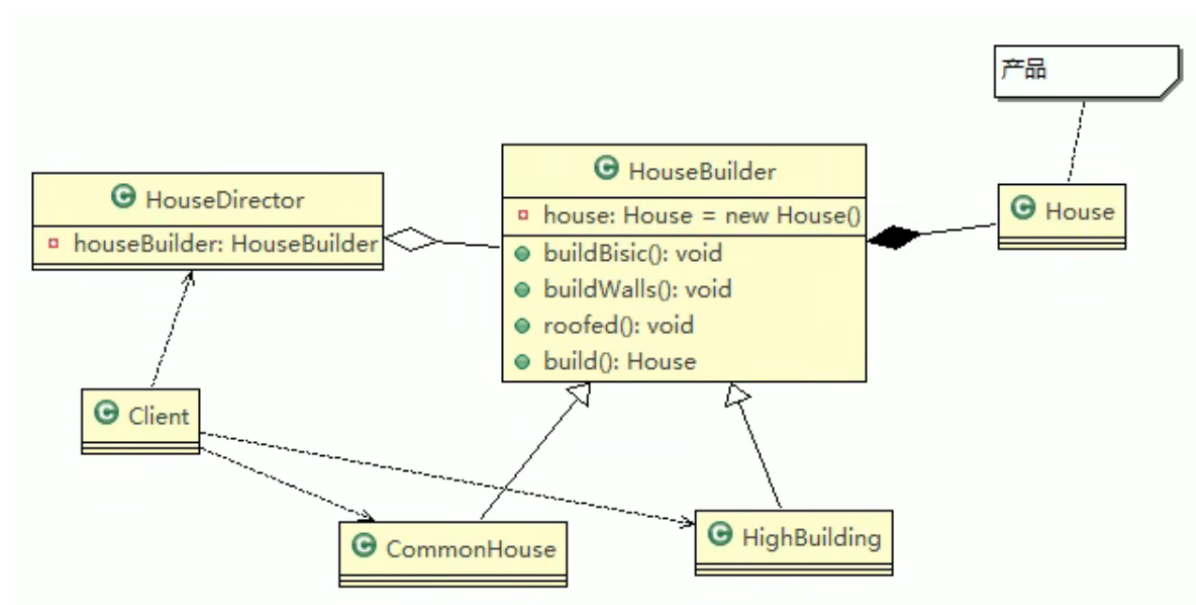 产品
HouseBuilder
house: House = new House()
buildBisic(): void
buildWalls(): void
roofed(): void
build(): House
HouseDirector
houseBuilder: HouseBuilder
House
Client
CommonHouse
HighBuilding